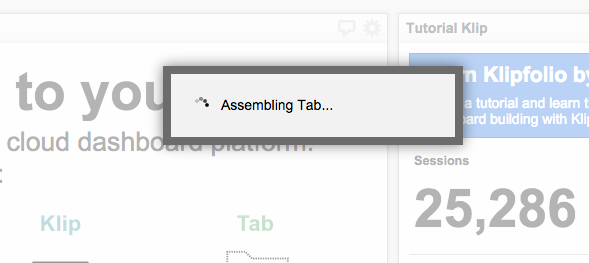 Tutorial Klip
to you
cloud dashboard platform.
:
Klip
Tab
Assembling Tab...
n Klipfolio by
a tutorial and learn t
board building with Kli
Sessions
25,286